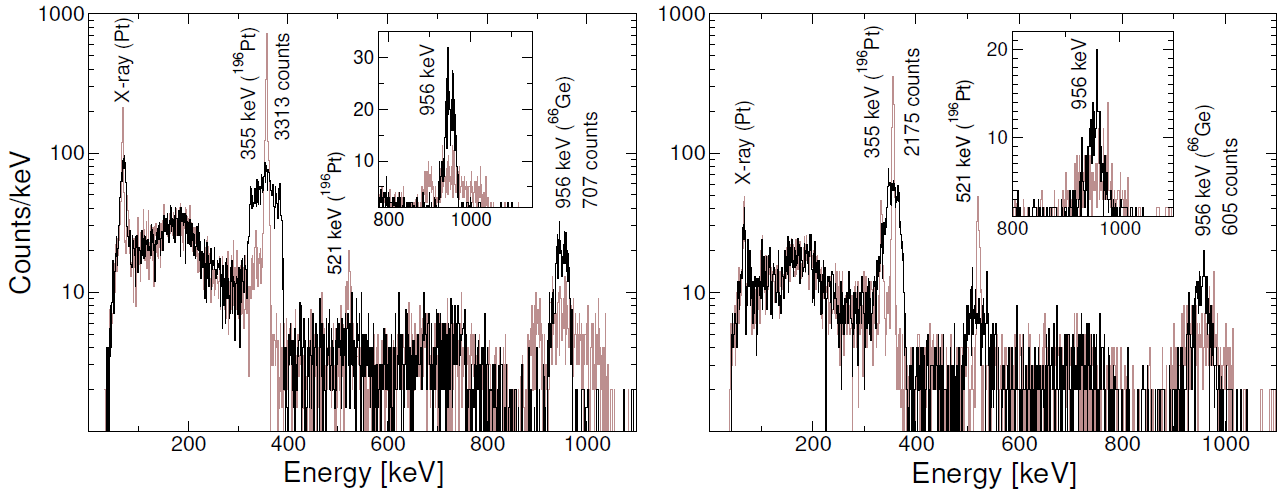 1000
100
10
Counts/keV
200
400
600
800
1000
Energy [keV]
X-ray (Pt)
355 keV (¹⁹⁶Pt)
3313 counts
521 keV (¹⁹⁶Pt)
956 keV (⁶⁶Ge)
707 counts
30
20
10
800
1000
956 keV
1000
100
10
200
400
600
800
1000
Energy [keV]
X-ray (Pt)
355 keV (¹⁹⁶Pt)
2175 counts
521 keV (¹⁹⁶Pt)
956 keV (⁶⁶Ge)
605 counts
20
10
800
1000
956 keV